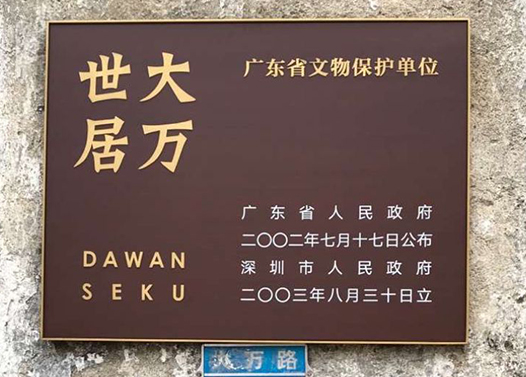 大万
世居
DAWAN
SEKU
广东省文物保护单位
广东省人民政府
二〇〇二年七月十七日公布
深圳市人民政府
二〇〇三年八月三十日立
万路